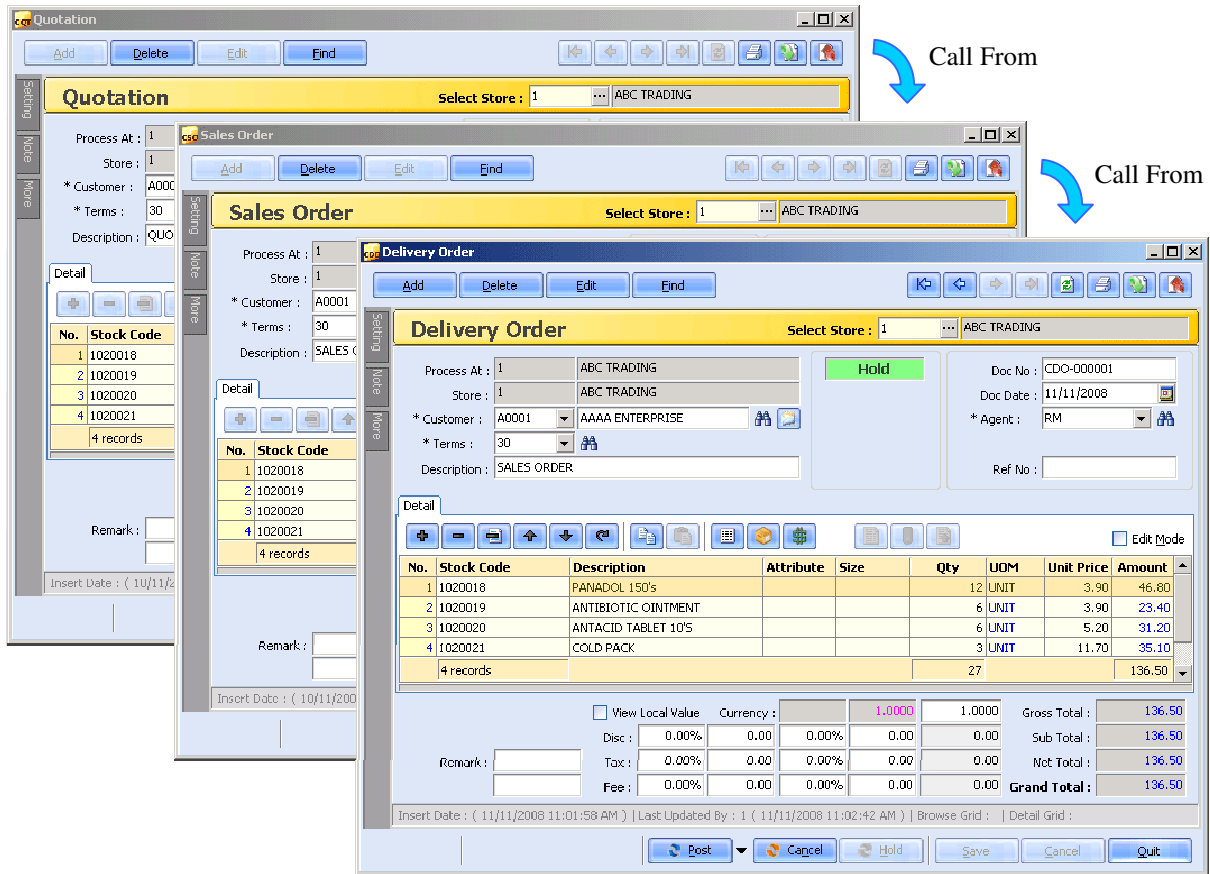 Quotation
Add Delete Edit Find
Call From
Setting
Note
More
Quotation Select Store : 1 ... ABC TRADING
Process At : 1
Store : 1
* Customer :
* Terms : 30
Description :
Detail
No. Stock Code
1 1020018
2 1020019
3 1020020
4 1020021
4 records
Remark :
Insert Date : ( 10/11/2
Sales Order
Add Delete Edit Find
Call From
Setting
Note
More
Sales Order Select Store : 1 ... ABC TRADING
Process At : 1
Store : 1
* Customer : A0001
* Terms : 30
Description : SALES
Detail
No. Stock Code
1 1020018
2 1020019
3 1020020
4 1020021
4 records
Remark :
Insert Date : ( 10/11/200
Delivery Order
Add Delete Edit Find
Setting
Note
More
Delivery Order Select Store : 1 ... ABC TRADING
Process At : 1 ABC TRADING
Store : 1 ABC TRADING
* Customer : A0001 AAAA ENTERPRISE
* Terms : 30
Description : SALES ORDER
Hold
Doc No : CDO-000001
Doc Date : 11/11/2008
* Agent : RM
Ref No :
Detail
Edit Mode
No. Stock Code Description Attribute Size Qty UOM Unit Price Amount
1 1020018 PANADOL 150's 12 UNIT 3.90 46.80
2 1020019 ANTIBIOTIC OINTMENT 6 UNIT 3.90 23.40
3 1020020 ANTACID TABLET 10'S 6 UNIT 5.20 31.20
4 1020021 COLD PACK 3 UNIT 11.70 35.10
4 records 27 136.50
View Local Value Currency : 1.0000 1.0000 Gross Total : 136.50
Disc : 0.00% 0.00 0.00% 0.00 0.00 Sub Total : 136.50
Remark : Tax : 0.00% 0.00 0.00% 0.00 0.00 Net Total : 136.50
Fee : 0.00% 0.00 0.00% 0.00 0.00 Grand Total : 136.50
Insert Date : ( 11/11/2008 11:01:58 AM ) | Last Updated By : 1 ( 11/11/2008 11:02:42 AM ) | Browse Grid : | Detail Grid :
Post Cancel Hold Save Cancel Quit